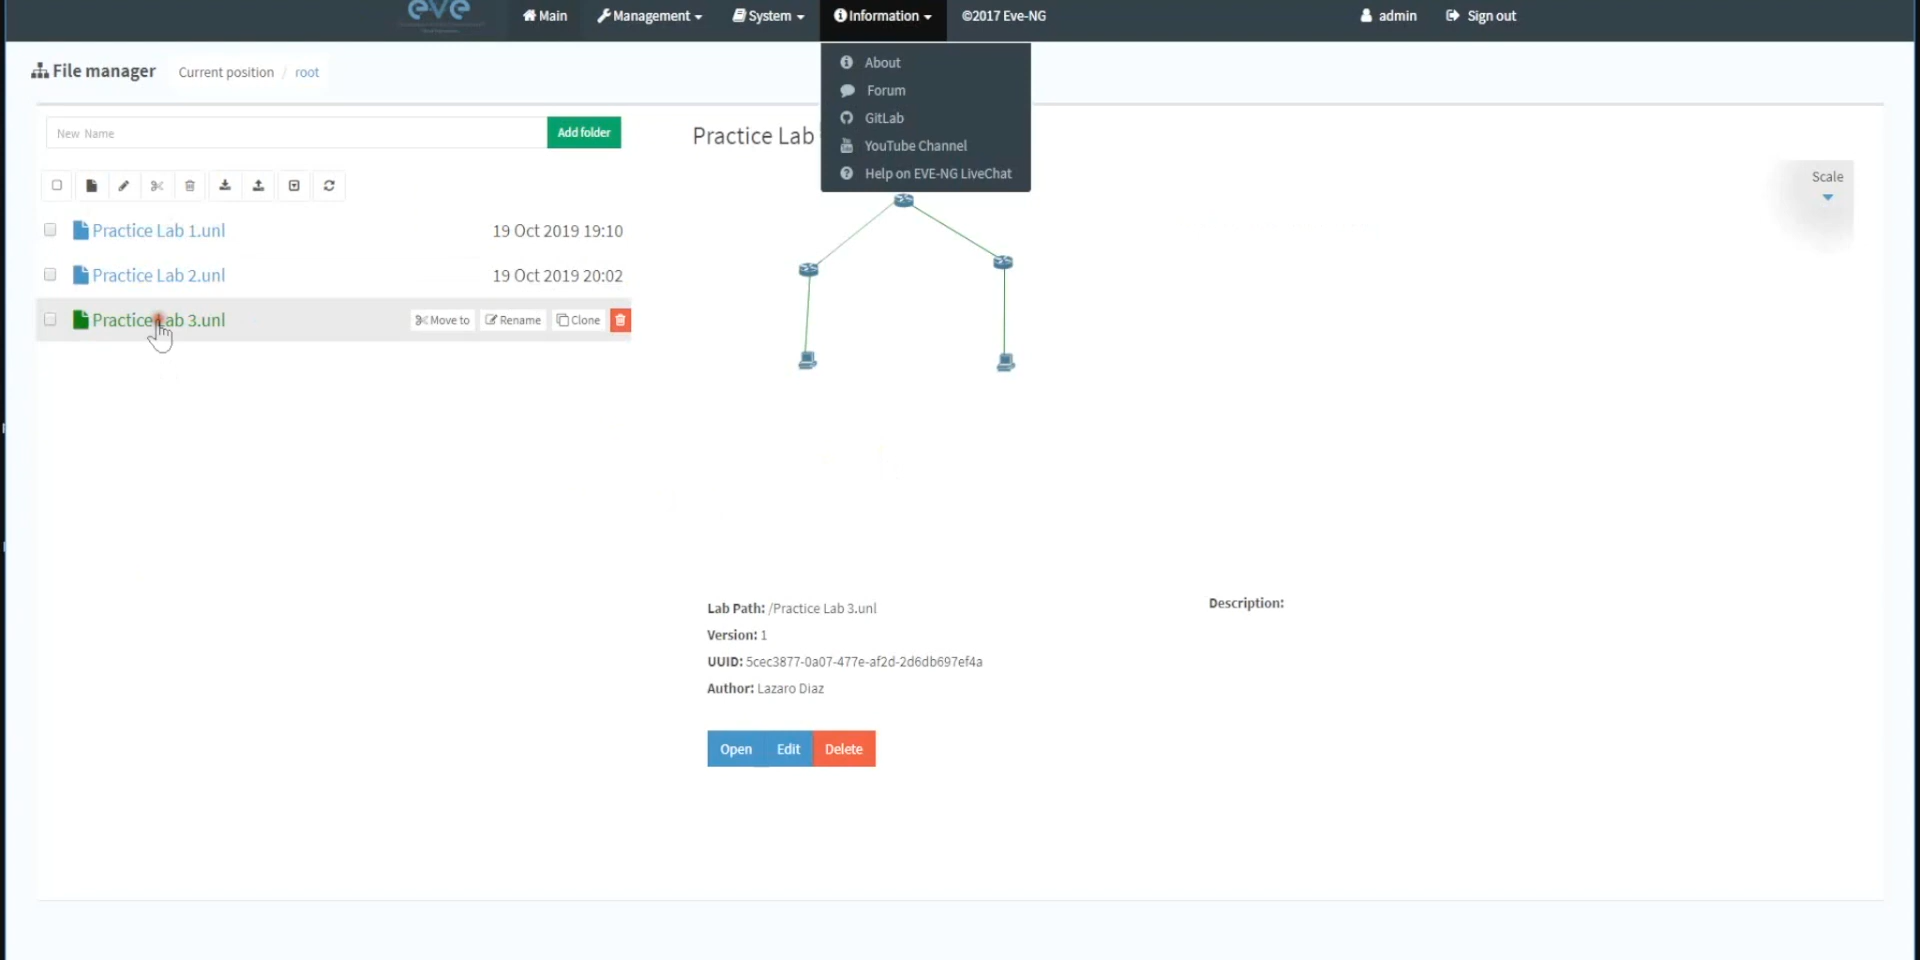 eve
Main
Management
System
Information
©2017 Eve-NG
admin
Sign out
About
Forum
GitLab
YouTube Channel
Help on EVE-NG LiveChat
File manager
Current position / root
New Name
Add folder
Practice Lab
Scale
Practice Lab 1.unl 19 Oct 2019 19:10
Practice Lab 2.unl 19 Oct 2019 20:02
Practice Lab 3.unl Move to Rename Clone
Lab Path: /Practice Lab 3.unl
Version: 1
UUID: 5cec3877-0a07-477e-af2d-2d6db697ef4a
Author: Lazaro Diaz
Description:
Open Edit Delete